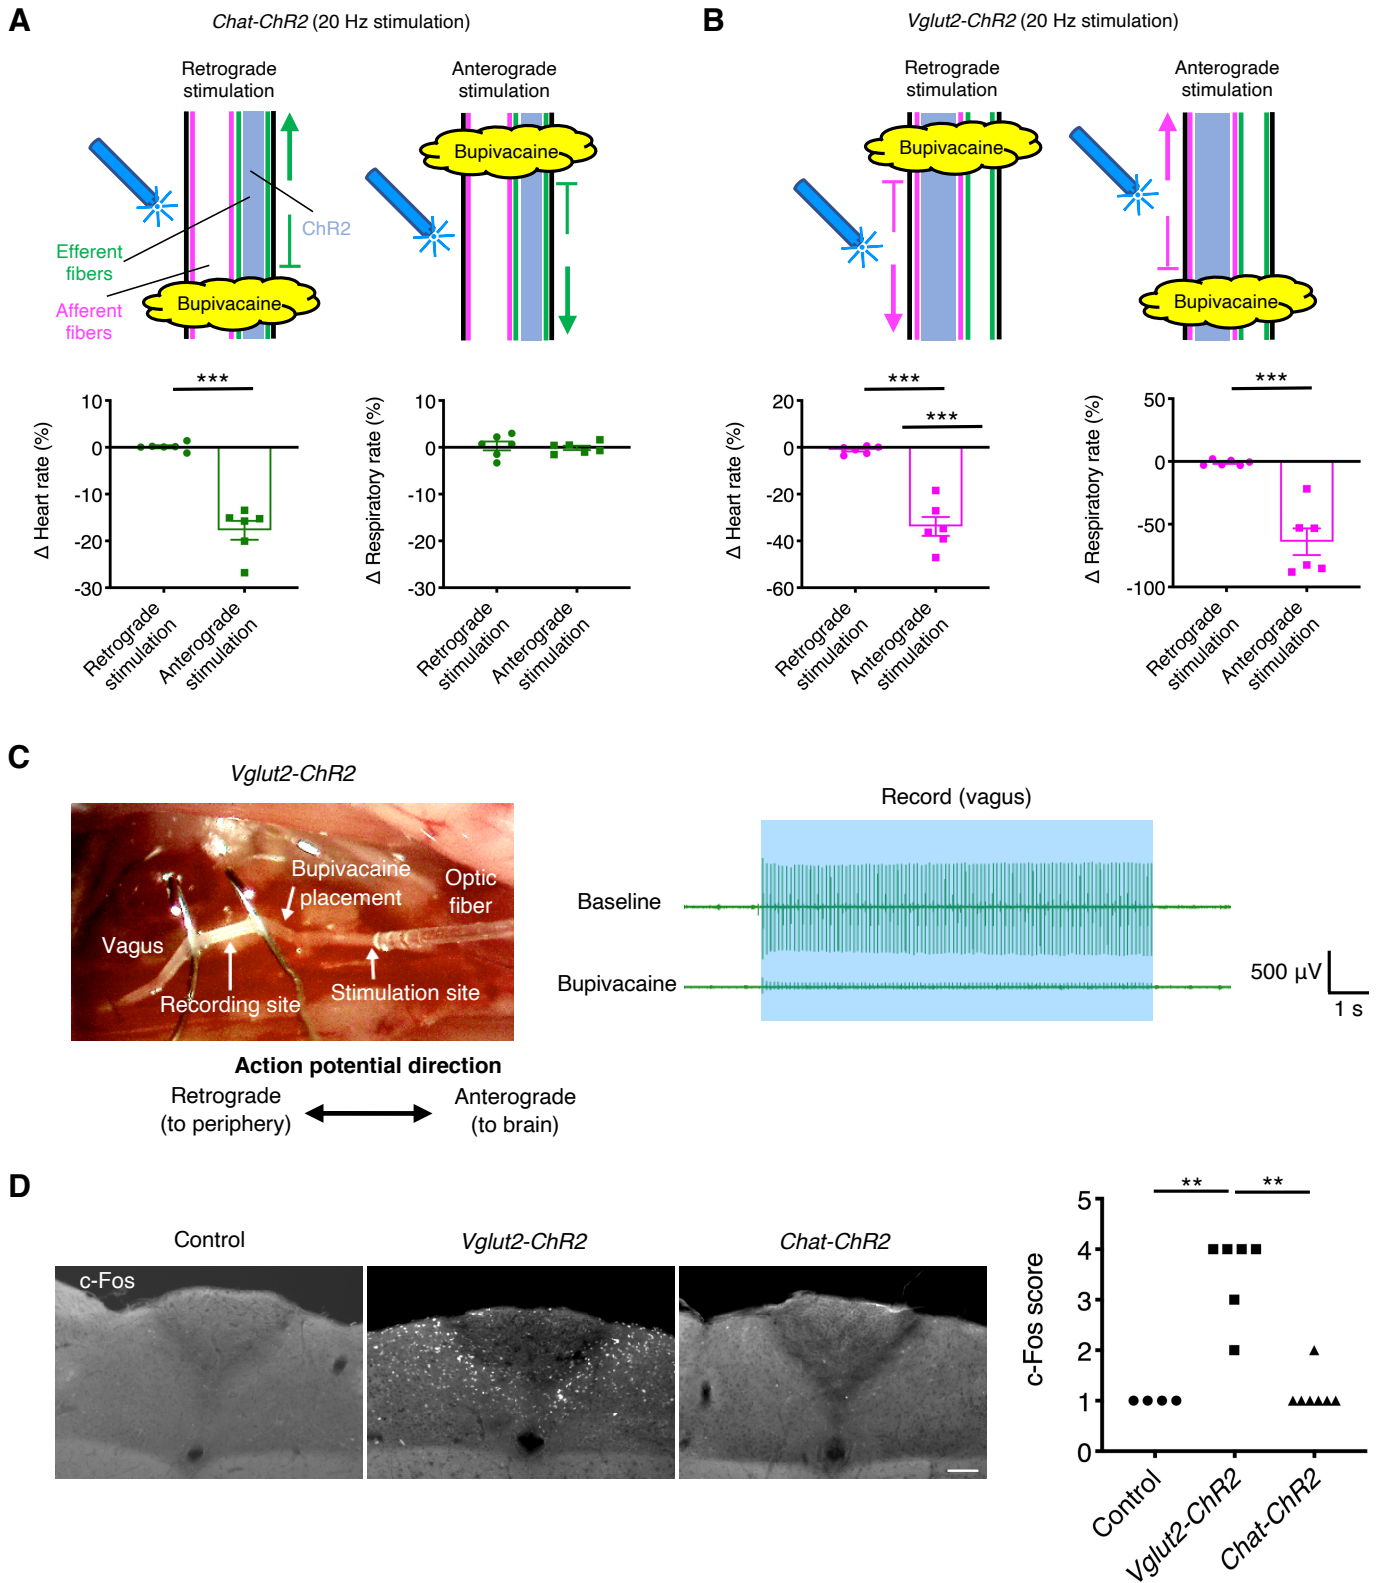 A
Chat-ChR2 (20 Hz stimulation)
Retrograde
stimulation
Anterograde
stimulation
Bupivacaine
ChR2
Efferent
fibers
Afferent
fibers
Bupivacaine
***
Δ Heart rate (%)
10
0
-10
-20
-30
Retrograde
stimulation
Anterograde
stimulation
Δ Respiratory rate (%)
10
0
-10
-20
-30
Retrograde
stimulation
Anterograde
stimulation
B
Vglut2-ChR2 (20 Hz stimulation)
Retrograde
stimulation
Anterograde
stimulation
Bupivacaine
Bupivacaine
***
***
Δ Heart rate (%)
20
0
-20
-40
-60
Retrograde
stimulation
Anterograde
stimulation
***
Δ Respiratory rate (%)
50
0
-50
-100
Retrograde
stimulation
Anterograde
stimulation
C
Vglut2-ChR2
Bupivacaine
placement
Optic
fiber
Vagus
Recording site
Stimulation site
Action potential direction
Retrograde
(to periphery)
Anterograde
(to brain)
Record (vagus)
Baseline
Bupivacaine
500 µV
1 s
D
Control
Vglut2-ChR2
Chat-ChR2
c-Fos
**
**
c-Fos score
5
4
3
2
1
0
Control
Vglut2-ChR2
Chat-ChR2